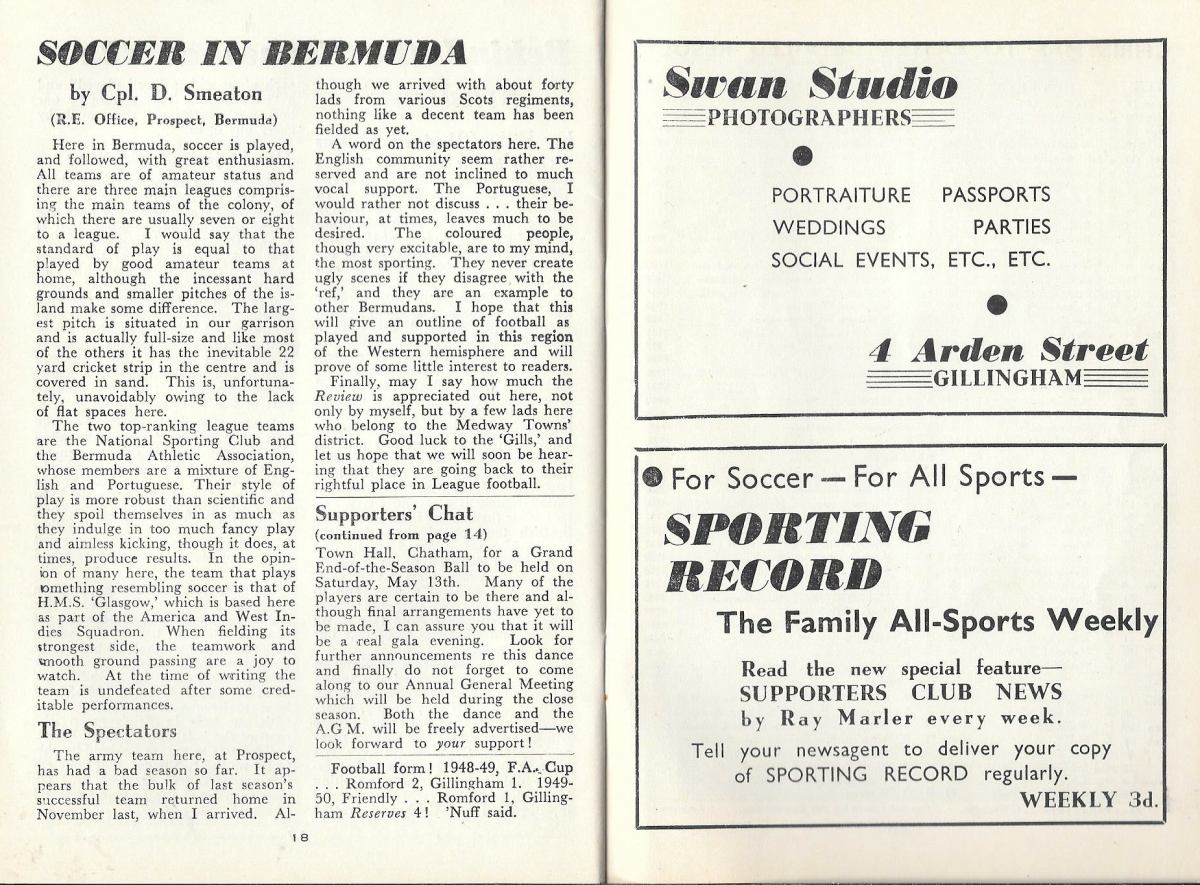 SOCCER IN BERMUDA
by Cpl. D. Smeaton
(R.E. Office, Prospect, Bermuda)
Here in Bermuda, soccer is played,
and followed, with great enthusiasm.
All teams are of amateur status and
there are three main leagues compris-
ing the main teams of the colony, of
which there are usually seven or eight
to a league. I would say that the
standard of play is equal to that
played by good amateur teams at
home, although the incessant hard
grounds and smaller pitches of the is-
land make some difference. The larg-
est pitch is situated in our garrison
and is actually full-size and like most
of the others it has the inevitable 22
yard cricket strip in the centre and is
covered in sand. This is, unfortuna-
tely, unavoidably owing to the lack
of flat spaces here.
The two top-ranking league teams
are the National Sporting Club and
the Bermuda Athletic Association,
whose members are a mixture of Eng-
lish and Portuguese. Their style of
play is more robust than scientific and
they spoil themselves in as much as
they indulge in too much fancy play
and aimless kicking, though it does, at
times, produce results. In the opin-
ion of many here, the team that plays
something resembling soccer is that of
H.M.S. 'Glasgow,' which is based here
as part of the America and West In-
dies Squadron. When fielding its
strongest side, the teamwork and
smooth ground passing are a joy to
watch. At the time of writing the
team is undefeated after some cred-
itable performances.
The Spectators
The army team here, at Prospect,
has had a bad season so far. It ap-
pears that the bulk of last season's
successful team returned home in
November last, when I arrived. Al-
though we arrived with about forty
lads from various Scots regiments,
nothing like a decent team has been
fielded as yet.
A word on the spectators here. The
English community seem rather re-
served and are not inclined to much
vocal support. The Portuguese, I
would rather not discuss . . . their be-
haviour, at times, leaves much to be
desired. The coloured people,
though very excitable, are to my mind,
the most sporting. They never create
ugly scenes if they disagree with the
'ref,' and they are an example to
other Bermudans. I hope that this
will give an outline of football as
played and supported in this region
of the Western hemisphere and will
prove of some little interest to readers.
Finally, may I say how much the
Review is appreciated out here, not
only by myself, but by a few lads here
who belong to the Medway Towns'
district. Good luck to the 'Gills,' and
let us hope that we will soon be hear-
ing that they are going back to their
rightful place in League football.
Supporters' Chat
(continued from page 14)
Town Hall, Chatham, for a Grand
End-of-the-Season Ball to be held on
Saturday, May 13th. Many of the
players are certain to be there and al-
though final arrangements have yet to
be made, I can assure you that it will
be a real gala evening. Look for
further announcements re this dance
and finally do not forget to come
along to our Annual General Meeting
which will be held during the close
season. Both the dance and the
A.G M. will be freely advertised—we
look forward to your support!
Football form! 1948-49, F.A. Cup
. . . Romford 2, Gillingham 1. 1949-
50, Friendly . . . Romford 1, Gilling-
ham Reserves 4! 'Nuff said.
18
Swan Studio
PHOTOGRAPHERS
PORTRAITURE PASSPORTS
WEDDINGS PARTIES
SOCIAL EVENTS, ETC., ETC.
4 Arden Street
GILLINGHAM
For Soccer — For All Sports —
SPORTING
RECORD
The Family All-Sports Weekly
Read the new special feature—
SUPPORTERS CLUB NEWS
by Ray Marler every week.
Tell your newsagent to deliver your copy
of SPORTING RECORD regularly.
WEEKLY 3d.